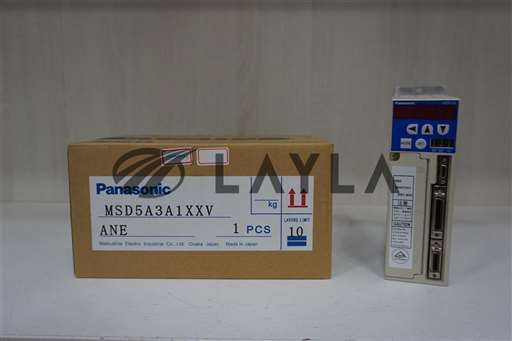 LAYLA
Panasonic
kg
MSD5A3A1XXV
LAYERS LIMIT
ANE
1 PCS
10
Matsushita Electric Industrial Co., Ltd. Osaka Japan Made In Japan
Panasonic
CAUTION